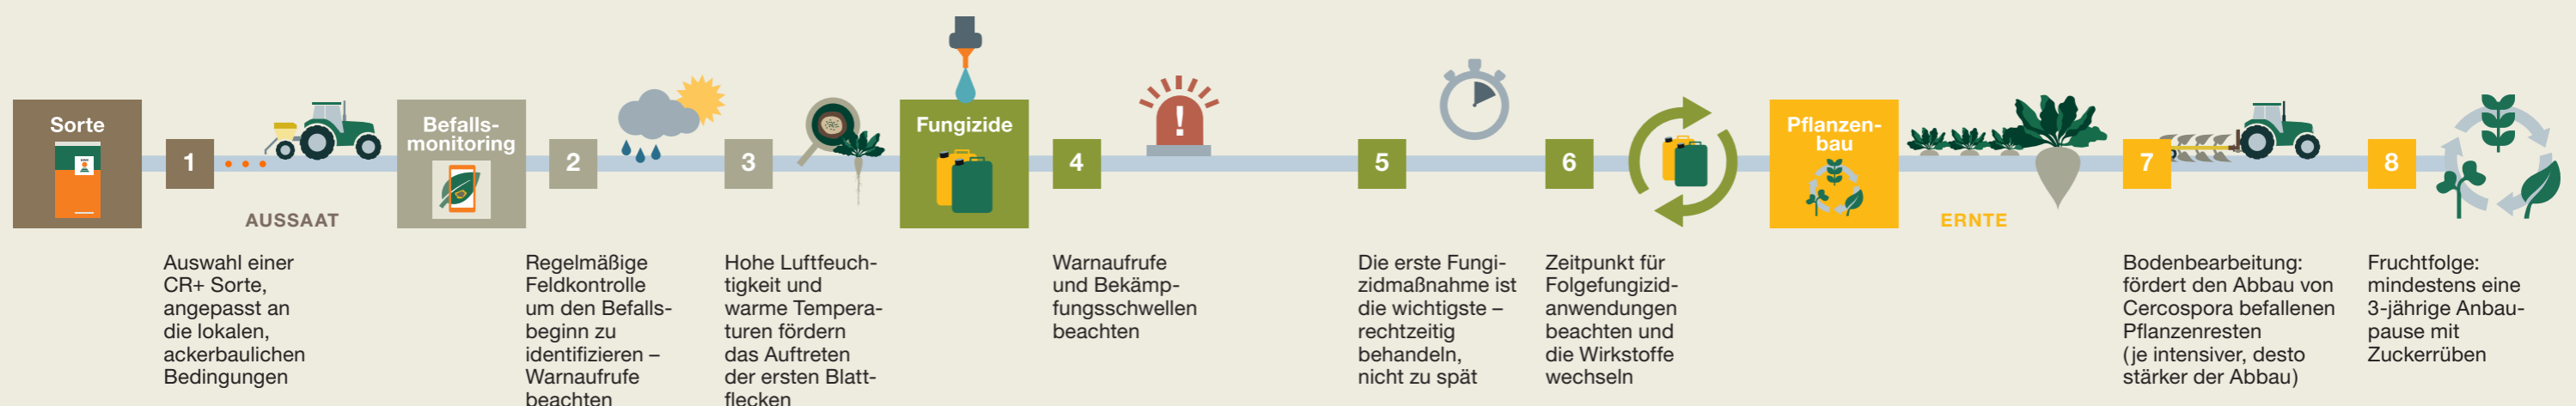 Sorte
1
AUSSAAT
Auswahl einer
CR+ Sorte,
angepasst an
die lokalen,
ackerbaulichen
Bedingungen
Befalls-
monitoring
2
Regelmäßige
Feldkontrolle
um den Befalls-
beginn zu
identifizieren –
Warnaufrufe
beachten
3
Hohe Luftfeuch-
tigkeit und
warme Tempera-
turen fördern
das Auftreten
der ersten Blatt-
flecken
Fungizide
4
!
Warnaufrufe
und Bekämp-
fungsschwellen
beachten
5
Die erste Fungi-
zidmaßnahme ist
die wichtigste –
rechtzeitig
behandeln,
nicht zu spät
6
Zeitpunkt für
Folgefungizid-
anwendungen
beachten und
die Wirkstoffe
wechseln
Pflanzen-
bau
ERNTE
7
Bodenbearbeitung:
fördert den Abbau von
Cercospora befallenen
Pflanzenresten
(je intensiver, desto
stärker der Abbau)
8
Fruchtfolge:
mindestens eine
3-jährige Anbau-
pause mit
Zuckerrüben